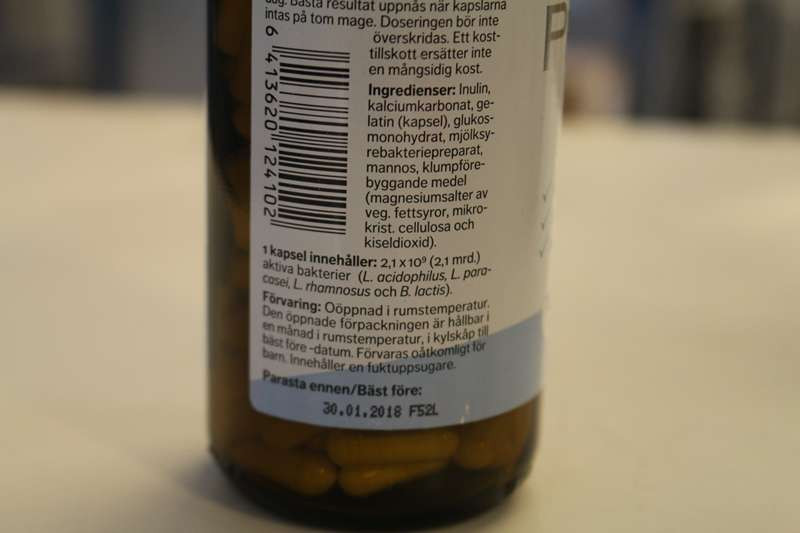 dag. Bästa resultat uppnås när kapslarna
intas på tom mage. Doseringen bör inte
överskridas. Ett kost-
tillskott ersätter inte
en mångsidig kost.
Ingredienser: Inulin,
kalciumkarbonat, ge-
latin (kapsel), glukos-
monohydrat, mjölksy-
rebakteriepreparat,
mannos, klumpföre-
byggande medel
(magnesiumsalter av
veg. fettsyror, mikro-
krist. cellulosa och
kiseldioxid).
6 413620 124102
1 kapsel innehåller: 2,1 x 10⁹ (2,1 mrd.)
aktiva bakterier (L. acidophilus, L. para-
casei, L. rhamnosus och B. lactis).
Förvaring: Oöppnad i rumstemperatur.
Den öppnade förpackningen är hållbar i
en månad i rumstemperatur, i kylskåp till
bäst före -datum. Förvaras oåtkomligt för
barn. Innehåller en fuktuppsugare.
Parasta ennen/Bäst före:
30.01.2018 F52L
P